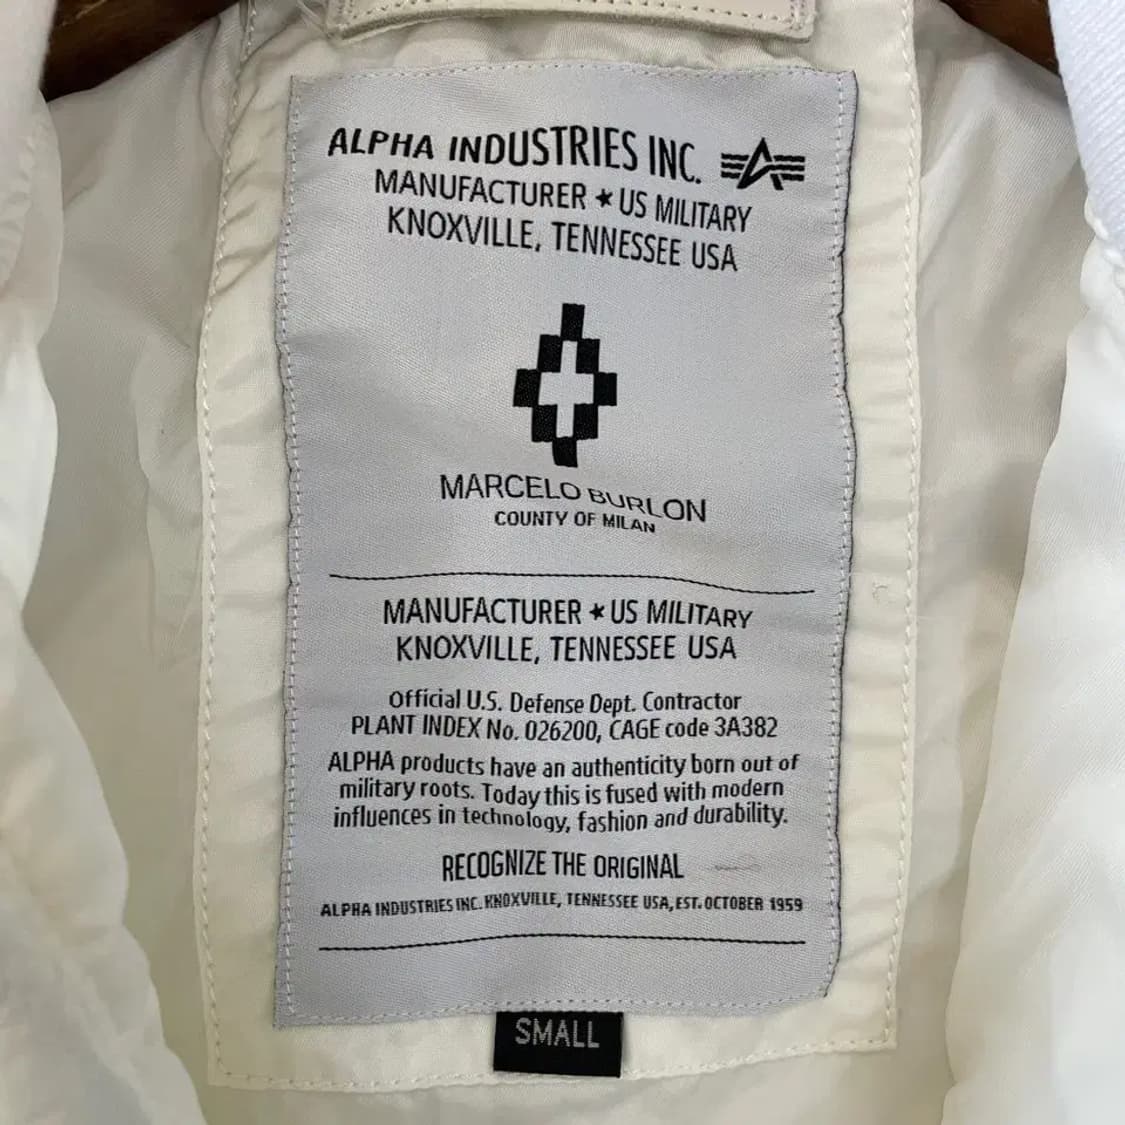 ALPHA INDUSTRIES INC.
MANUFACTURER ★ US MILITARY
KNOXVILLE, TENNESSEE USA
MARCELO BURLON
COUNTY OF MILAN
MANUFACTURER ★ US MILITARY
KNOXVILLE, TENNESSEE USA
Official U.S. Defense Dept. Contractor
PLANT INDEX No. 026200, CAGE code 3A382
ALPHA products have an authenticity born out of
military roots. Today this is fused with modern
influences in technology, fashion and durability.
RECOGNIZE THE ORIGINAL
ALPHA INDUSTRIES INC. KNOXVILLE, TENNESSEE USA, EST. OCTOBER 1959
SMALL